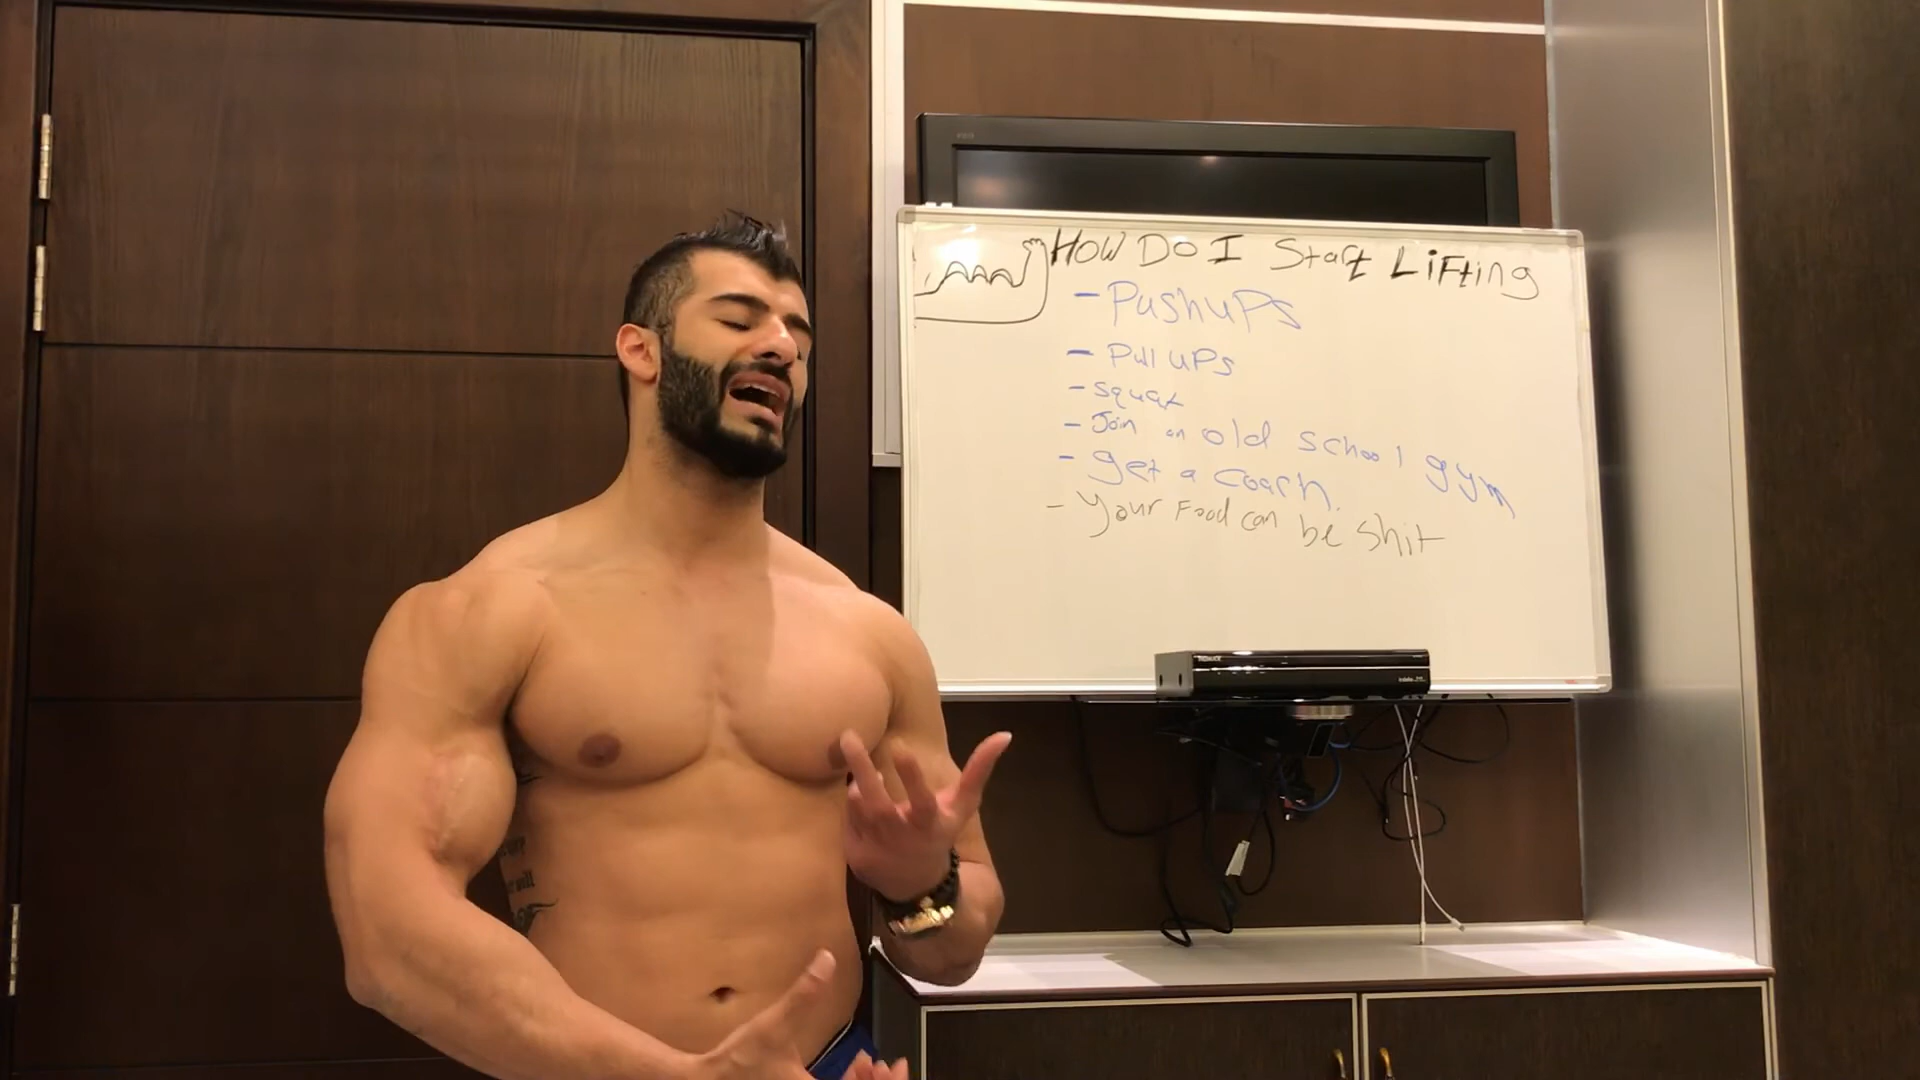 HOW DO I Start Lifting
- PushuPs
- Pull uPs
- squat
- Join an old school gym
- get a coach
- Your Food can be shit